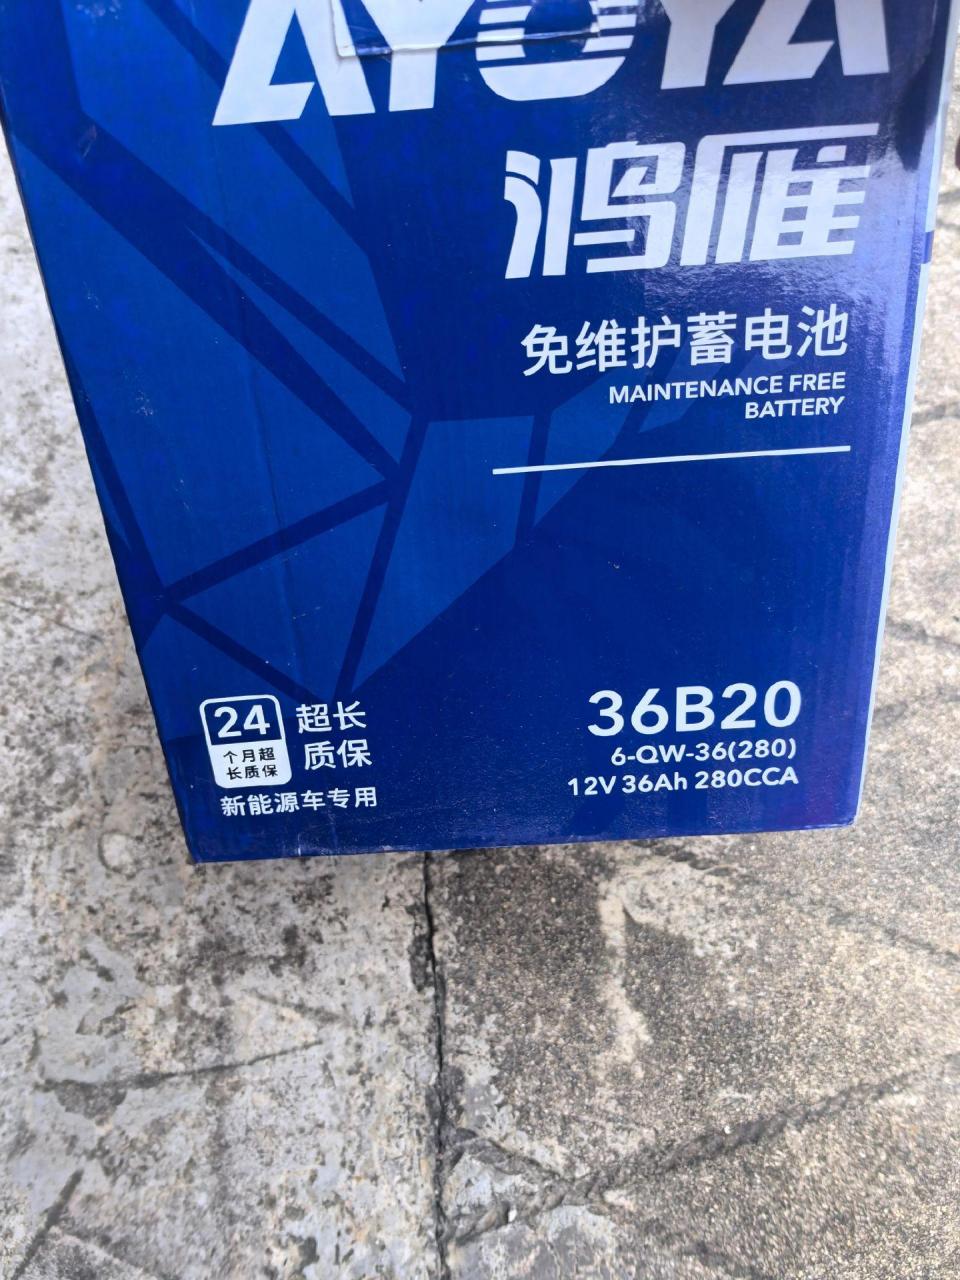 AYOYA
鸿雁
免维护蓄电池
MAINTENANCE FREE
BATTERY
24
个月超
长质保
超长
质保
新能源车专用
36B20
6-QW-36(280)
12V 36Ah 280CCA